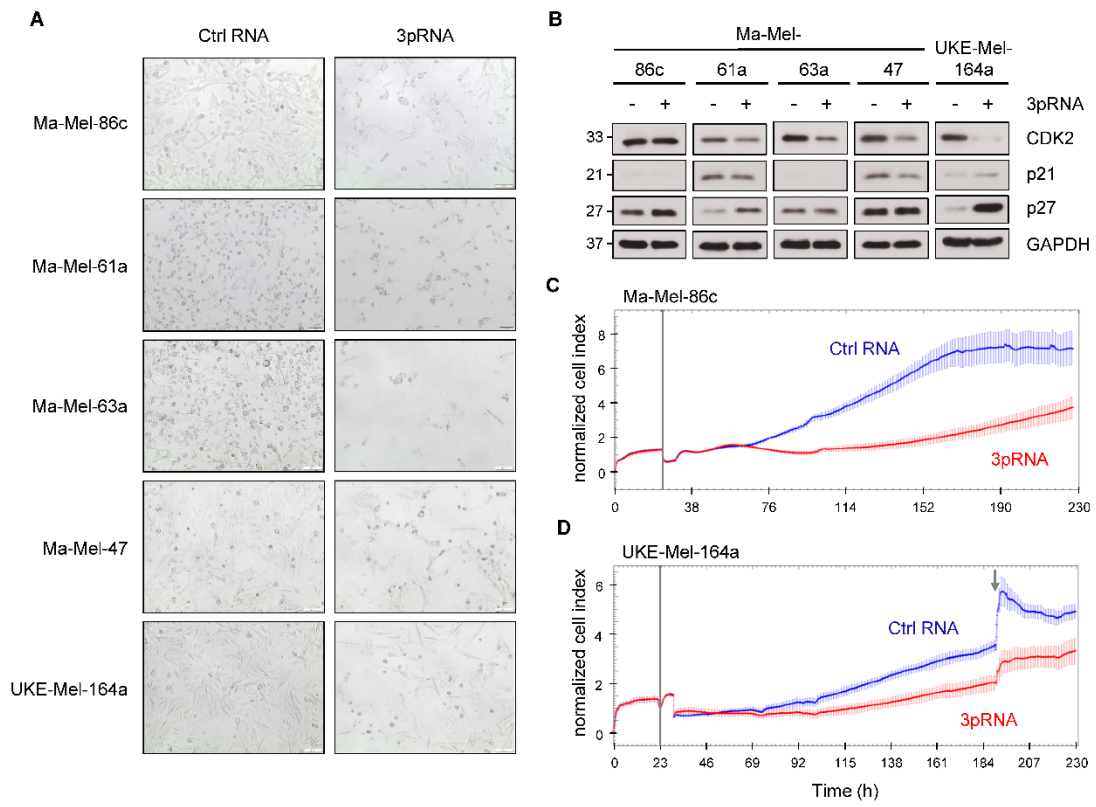 A
Ctrl RNA 3pRNA
Ma-Mel-86c
Ma-Mel-61a
Ma-Mel-63a
Ma-Mel-47
UKE-Mel-164a
B
Ma-Mel- UKE-Mel-
86c 61a 63a 47 164a
- + - + - + - + - + 3pRNA
33 CDK2
21 p21
27 p27
37 GAPDH
C
Ma-Mel-86c
normalized cell index
8
6
4
2
0
Ctrl RNA
3pRNA
0 38 76 114 152 190 230
D
UKE-Mel-164a
normalized cell index
6
4
2
0
Ctrl RNA
3pRNA
0 23 46 69 92 115 138 161 184 207 230
Time (h)